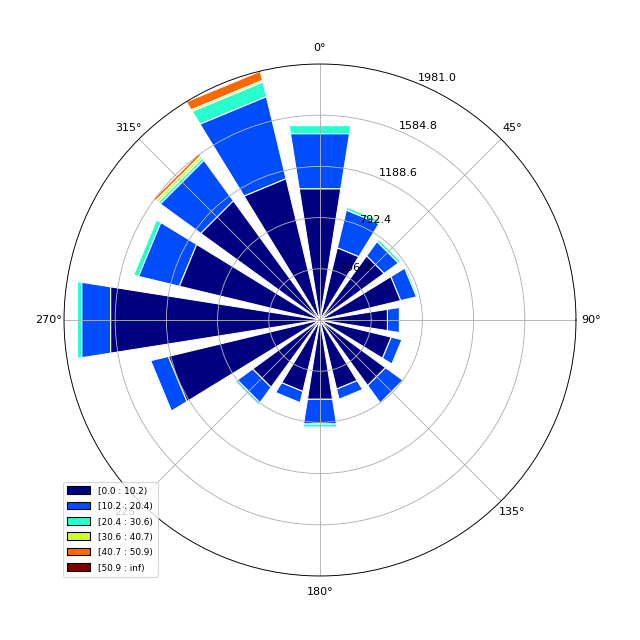 0°
1981.0
1584.8
315°
45°
1188.6
792.4
270°
90°
[0.0 : 10.2)
[10.2 : 20.4)
[20.4 : 30.6)
[30.6 : 40.7)
[40.7 : 50.9)
[50.9 : inf)
225°
135°
180°